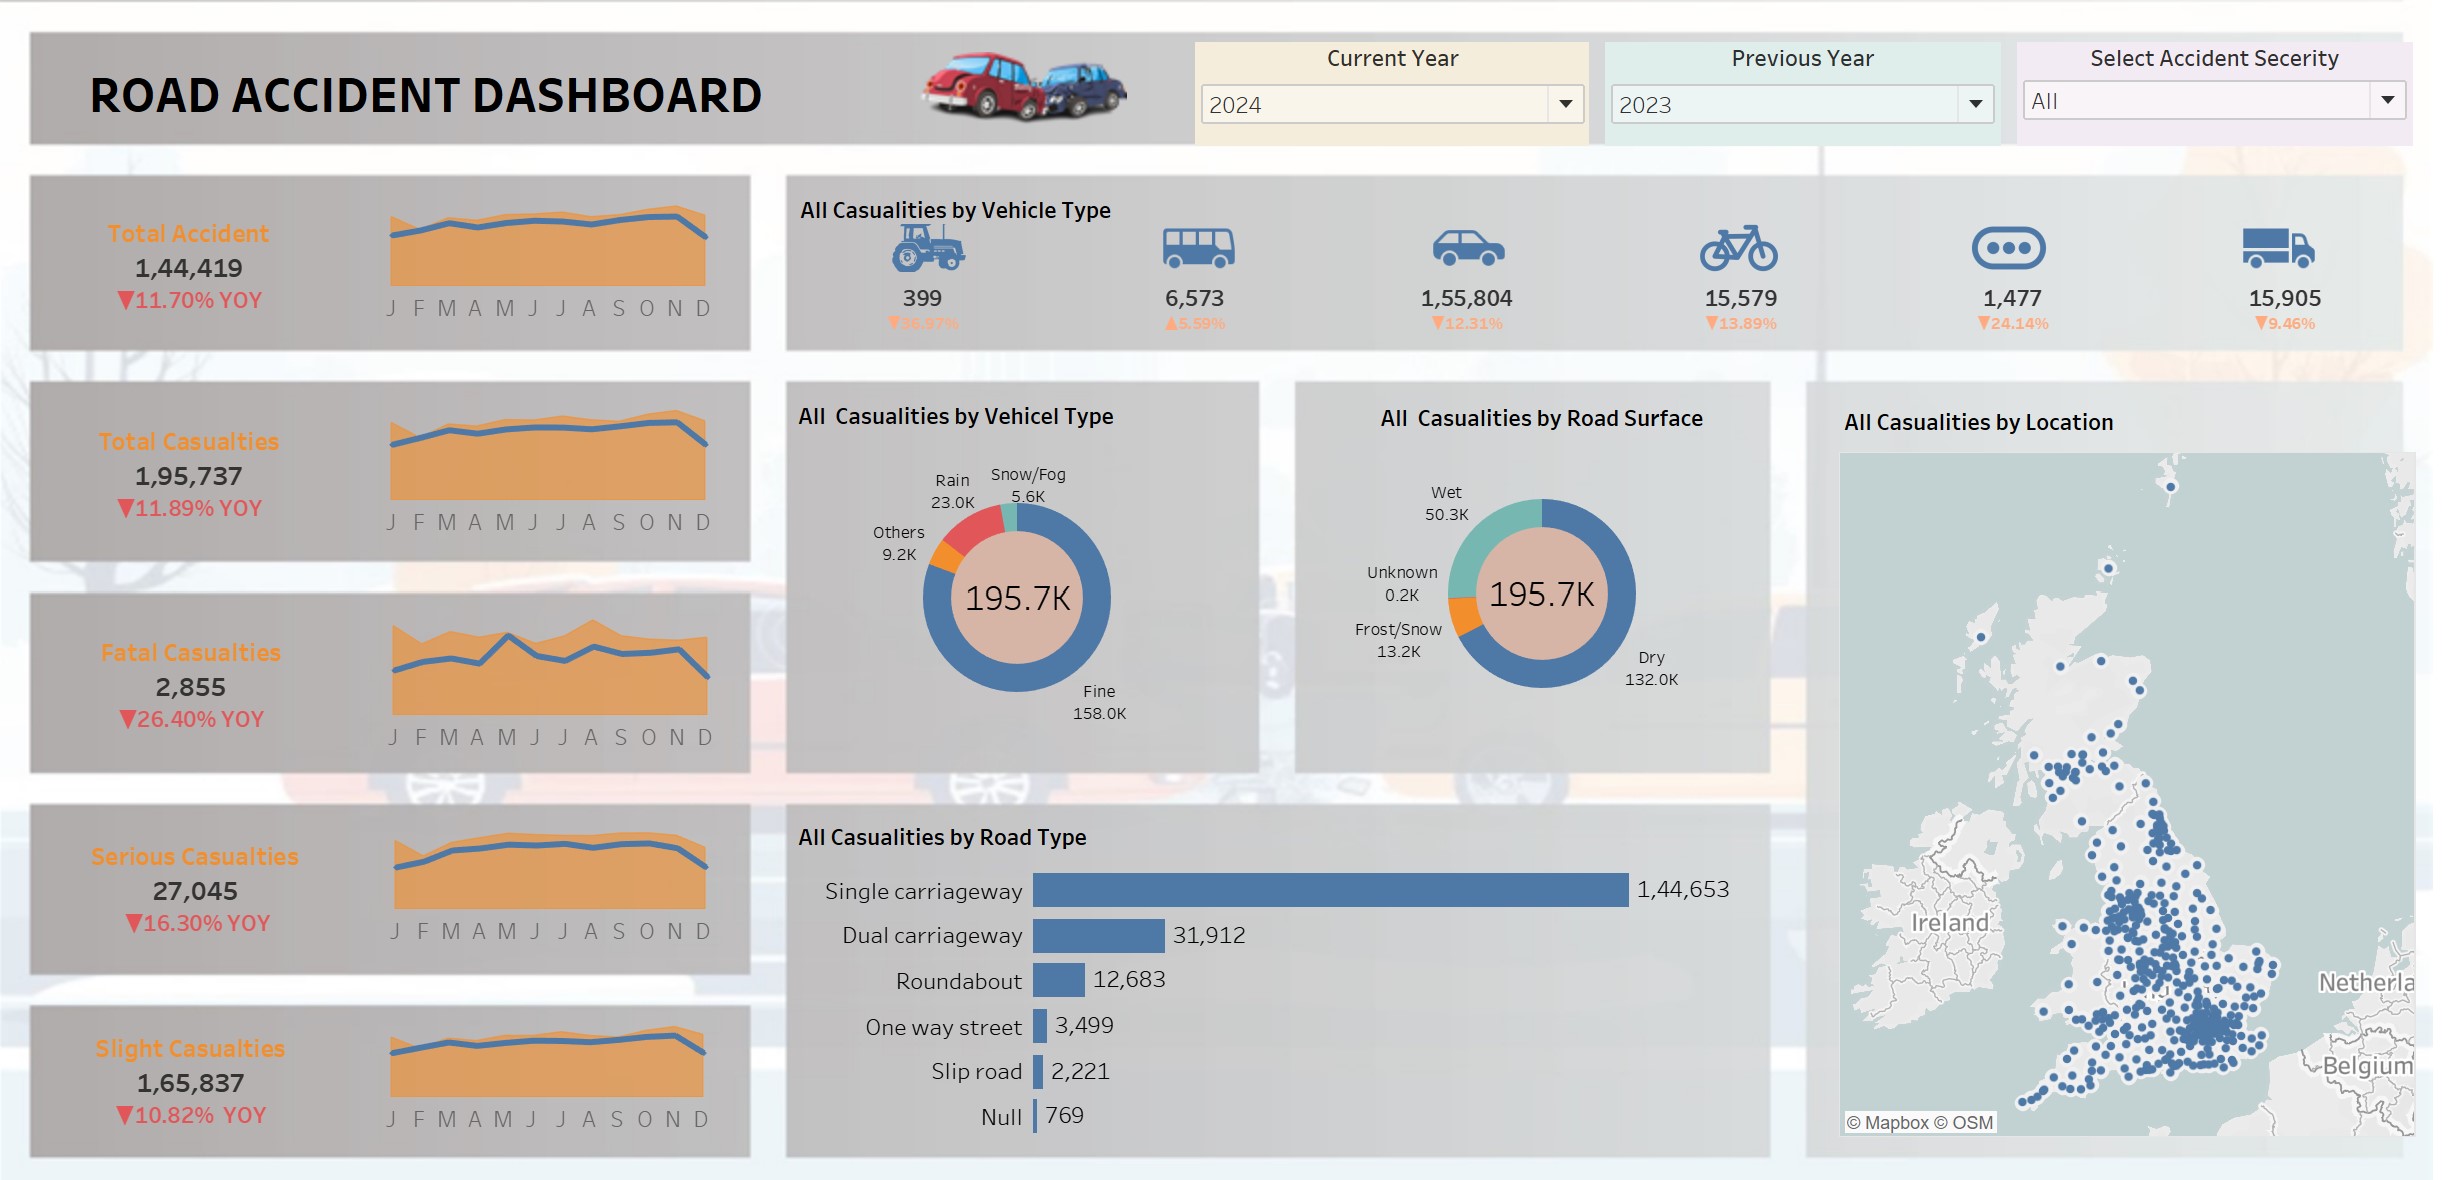 ROAD ACCIDENT DASHBOARD
Current Year
2024
Previous Year
2023
Select Accident Secerity
All
Total Accident
1,44,419
▼11.70% YOY
J F M A M J J A S O N D
Total Casualties
1,95,737
▼11.89% YOY
J F M A M J J A S O N D
Fatal Casualties
2,855
▼26.40% YOY
J F M A M J J A S O N D
Serious Casualties
27,045
▼16.30% YOY
J F M A M J J A S O N D
Slight Casualties
1,65,837
▼10.82% YOY
J F M A M J J A S O N D
All Casualities by Vehicle Type
399
▼36.97%
6,573
▲5.59%
1,55,804
▼12.31%
15,579
▼13.89%
1,477
▼24.14%
15,905
▼9.46%
All Casualities by Vehicel Type
Snow/Fog
5.6K
Rain
23.0K
Others
9.2K
195.7K
Fine
158.0K
All Casualities by Road Surface
Wet
50.3K
Unknown
0.2K
Frost/Snow
13.2K
195.7K
Dry
132.0K
All Casualities by Road Type
Single carriageway 1,44,653
Dual carriageway 31,912
Roundabout 12,683
One way street 3,499
Slip road 2,221
Null 769
All Casualities by Location
Ireland
Netherla
Belgium
© Mapbox © OSM